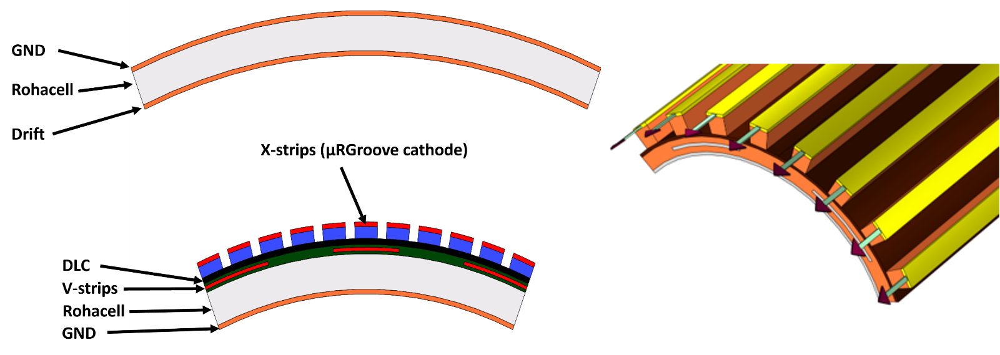 GND
Rohacell
Drift
X-strips (µRGroove cathode)
DLC
V-strips
Rohacell
GND